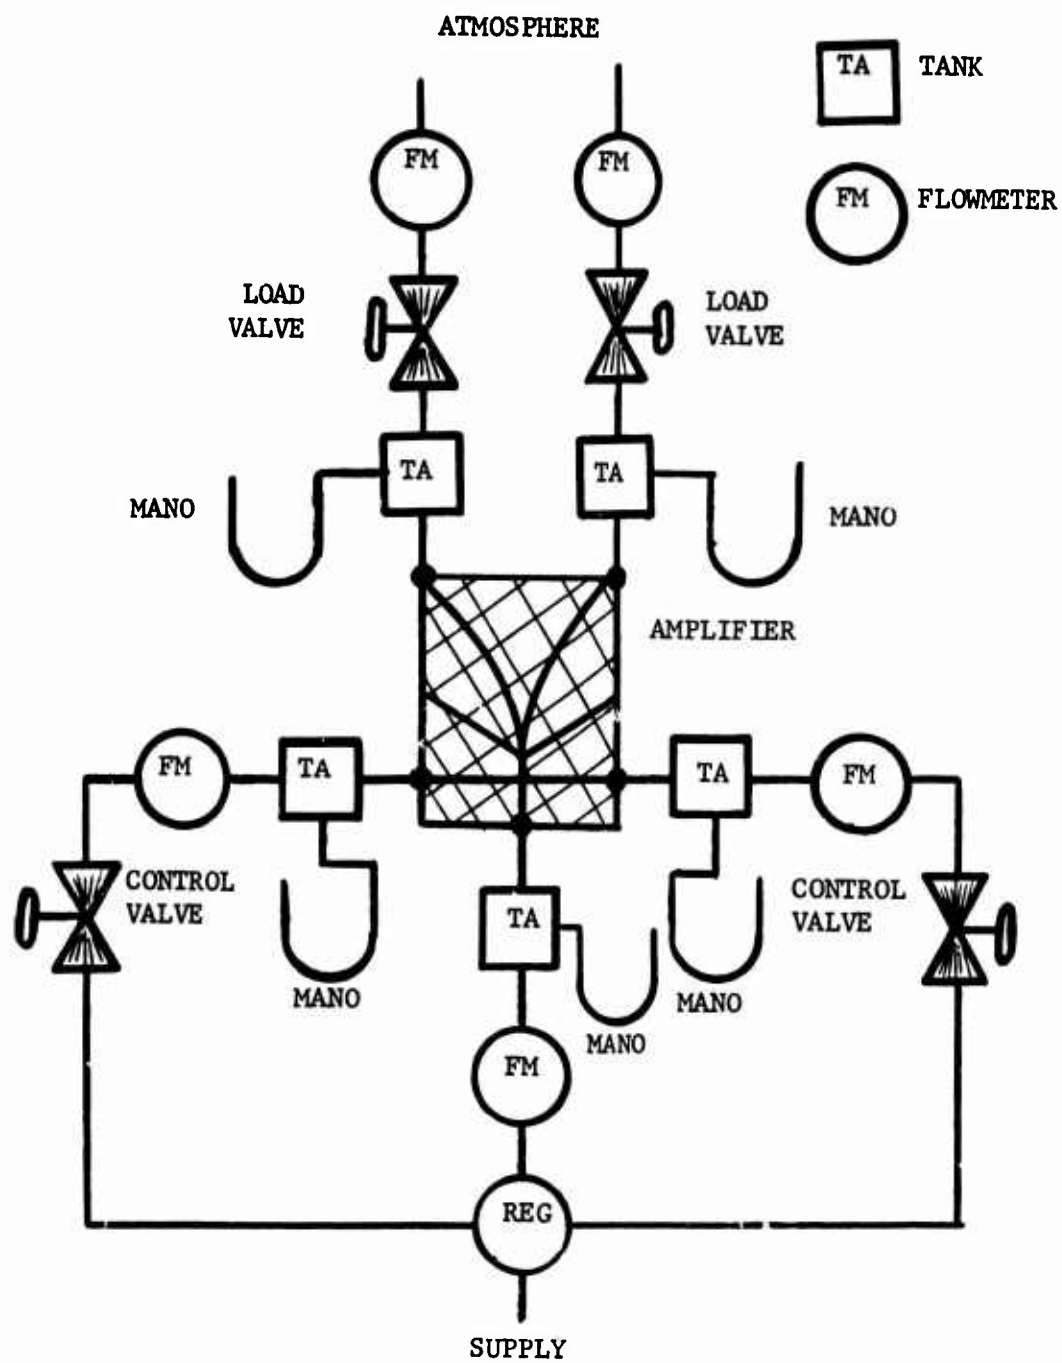 ATMOSPHERE
TA TANK
FM
FM
FM FLOWMETER
LOAD
VALVE
LOAD
VALVE
TA
TA
MANO
MANO
AMPLIFIER
FM
TA
TA
FM
CONTROL
VALVE
CONTROL
VALVE
TA
MANO
MANO
MANO
FM
REG
SUPPLY